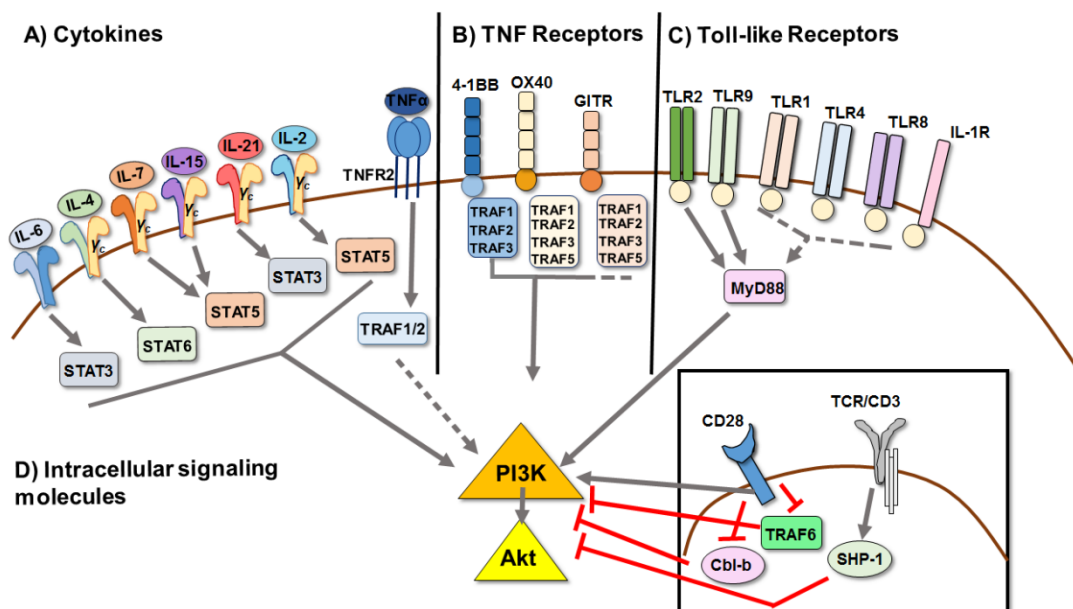 A) Cytokines
B) TNF Receptors
C) Toll-like Receptors
IL-6
IL-4
IL-7
IL-15
IL-21
IL-2
TNFα
TNFR2
γc
γc
γc
γc
γc
STAT3
STAT6
STAT5
STAT3
STAT5
TRAF1/2
4-1BB
OX40
GITR
TRAF1
TRAF2
TRAF3
TRAF1
TRAF2
TRAF3
TRAF5
TRAF1
TRAF2
TRAF3
TRAF5
TLR2
TLR9
TLR1
TLR4
TLR8
IL-1R
MyD88
D) Intracellular signaling
molecules
PI3K
Akt
CD28
TCR/CD3
TRAF6
Cbl-b
SHP-1